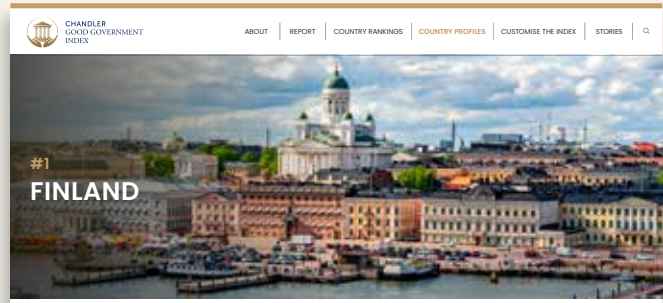 CHANDLER
GOOD GOVERNMENT
INDEX
ABOUT
REPORT
COUNTRY RANKINGS
COUNTRY PROFILES
CUSTOMISE THE INDEX
STORIES
#1
FINLAND